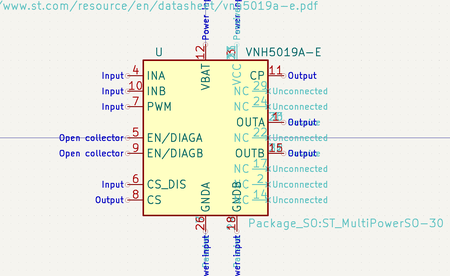 /www.st.com/resource/en/datasheet/vnh5019a-e.pdf
Power
U
VNH5019A-E
12
VBAT
VCC
Input 4 INA
CP 11 Output
Input 10 INB
NC 29 Unconnected
Input 7 PWM
NC 24 Unconnected
OUTA 1 Output
Open collector 5 EN/DIAGA
NC 22 Unconnected
Open collector 9 EN/DIAGB
OUTB 15 Output
NC 17 Unconnected
Input 6 CS_DIS
NC 2 Unconnected
Output 8 CS
NC 14 Unconnected
GNDA
GNDB
26
18
Package_SO:ST_MultiPowerSO-30
Input
Input